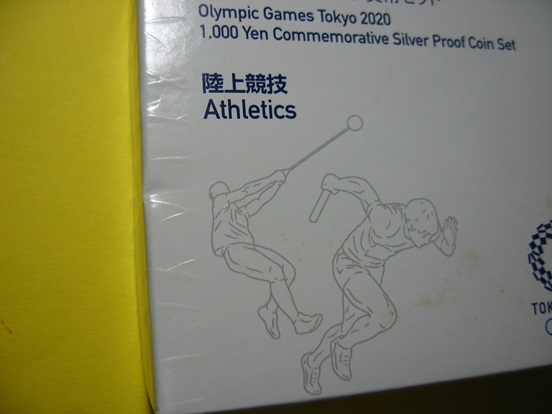 Olympic Games Tokyo 2020
1,000 Yen Commemorative Silver Proof Coin Set
陸上競技
Athletics